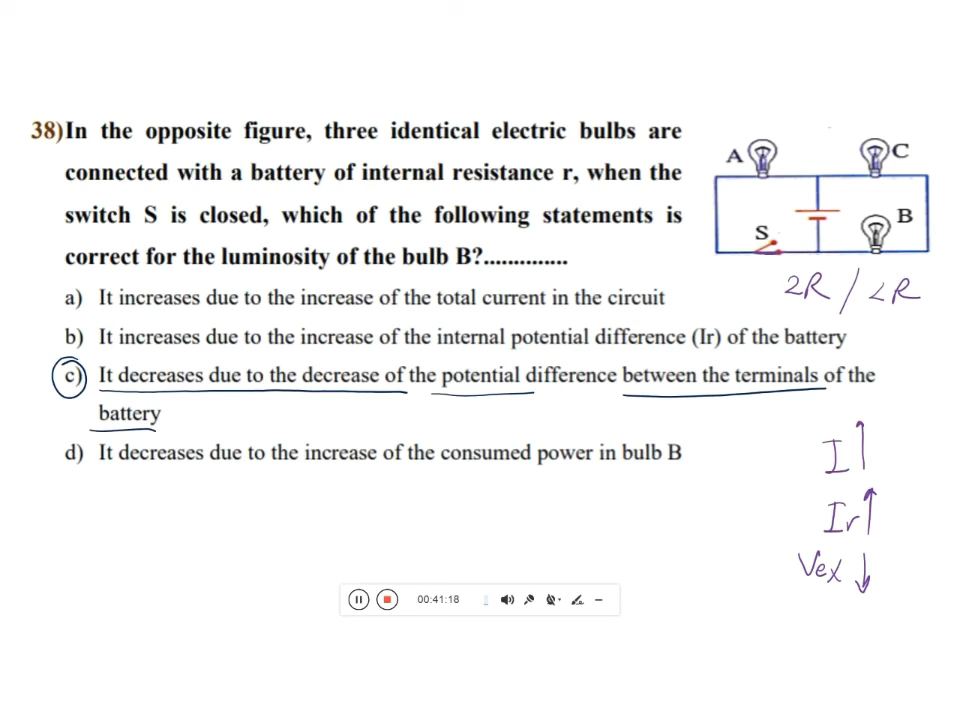 38) In the opposite figure, three identical electric bulbs are
connected with a battery of internal resistance r, when the
switch S is closed, which of the following statements is
correct for the luminosity of the bulb B?..............
a) It increases due to the increase of the total current in the circuit
b) It increases due to the increase of the internal potential difference (Ir) of the battery
c) It decreases due to the decrease of the potential difference between the terminals of the
battery
d) It decreases due to the increase of the consumed power in bulb B
A
C
B
S
2R / <R
I↑
Ir↑
Vex ↓
00:41:18